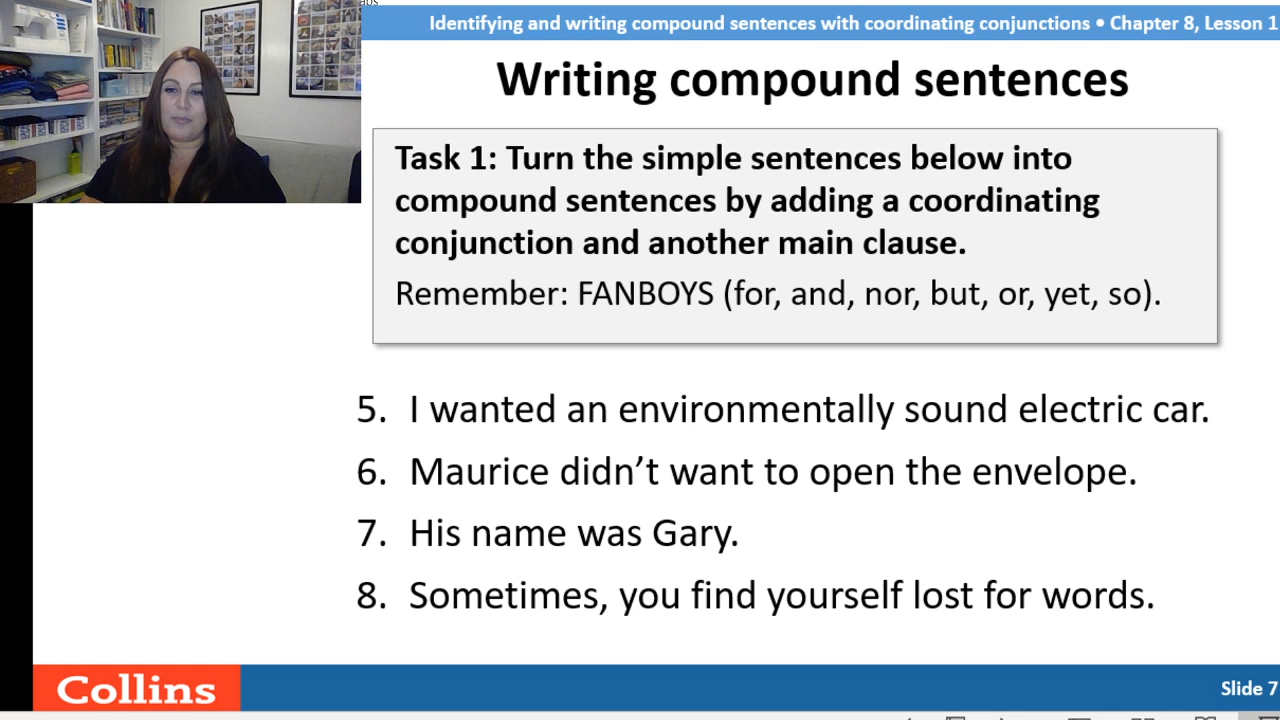 abs
Identifying and writing compound sentences with coordinating conjunctions • Chapter 8, Lesson 1
Writing compound sentences
Task 1: Turn the simple sentences below into
compound sentences by adding a coordinating
conjunction and another main clause.
Remember: FANBOYS (for, and, nor, but, or, yet, so).
5. I wanted an environmentally sound electric car.
6. Maurice didn’t want to open the envelope.
7. His name was Gary.
8. Sometimes, you find yourself lost for words.
Collins
Slide 7